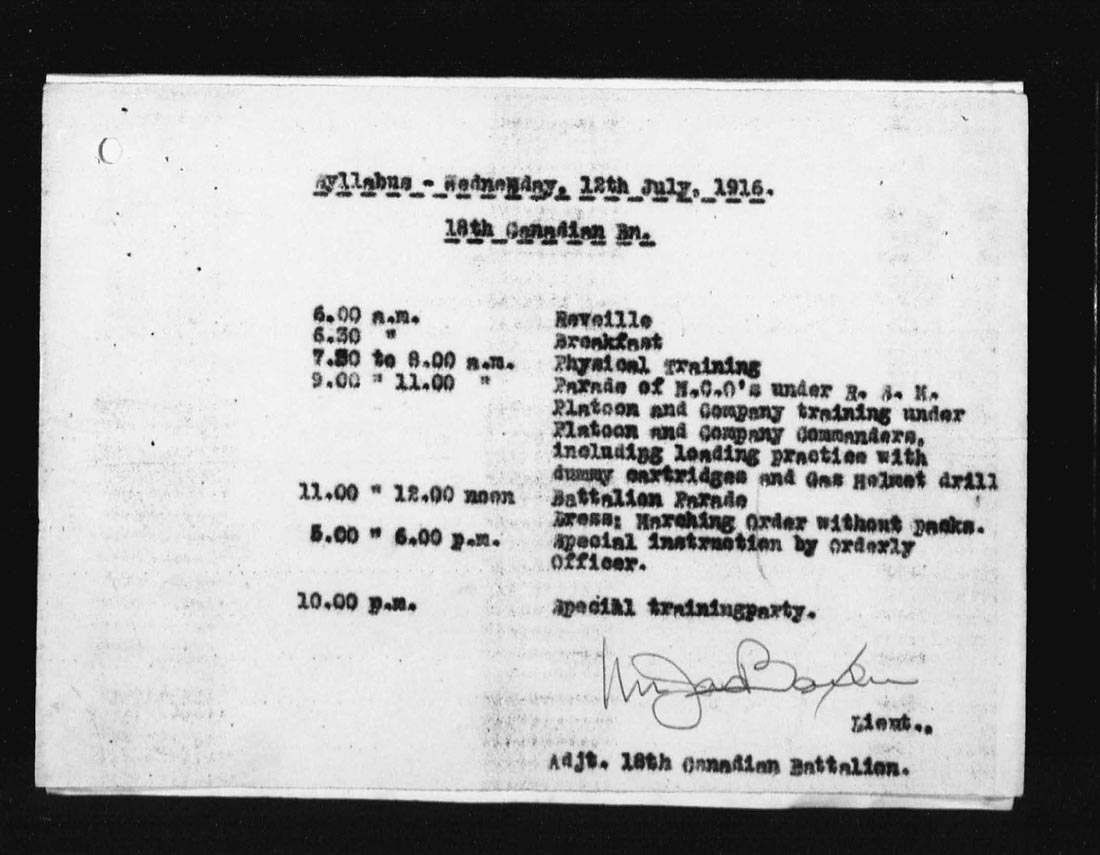 Syllabus - Wednesday, 12th July, 1916.
18th Canadian Bn.
6.00 a.m. Reveille
6.30 " Breakfast
7.30 to 8.00 a.m. Physical Training
9.00 " 11.00 " Parade of N.C.O's under R. S. M.
Platoon and Company training under
Platoon and Company Commanders,
including loading practice with
dummy cartridges and Gas Helmet drill
11.00 " 12.00 noon Battalion Parade
Dress: Marching Order without packs.
5.00 " 6.00 p.m. Special instruction by Orderly
Officer.
10.00 p.m. Special trainingparty.
Lieut.,
Adjt. 18th Canadian Battalion.